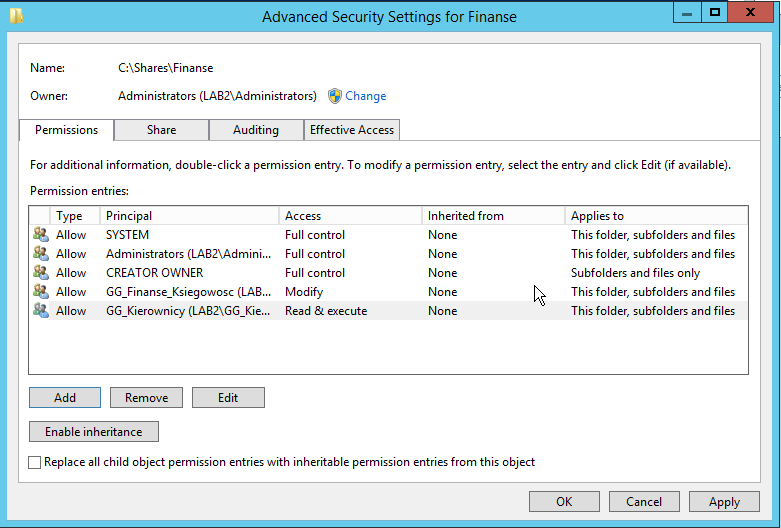 Advanced Security Settings for Finanse
Name: C:\Shares\Finanse
Owner: Administrators (LAB2\Administrators) Change
Permissions Share Auditing Effective Access
For additional information, double-click a permission entry. To modify a permission entry, select the entry and click Edit (if available).
Permission entries:
Type Principal Access Inherited from Applies to
Allow SYSTEM Full control None This folder, subfolders and files
Allow Administrators (LAB2\Admini... Full control None This folder, subfolders and files
Allow CREATOR OWNER Full control None Subfolders and files only
Allow GG_Finanse_Ksiegowosc (LAB... Modify None This folder, subfolders and files
Allow GG_Kierownicy (LAB2\GG_Kie... Read & execute None This folder, subfolders and files
Add Remove Edit
Enable inheritance
Replace all child object permission entries with inheritable permission entries from this object
OK Cancel Apply